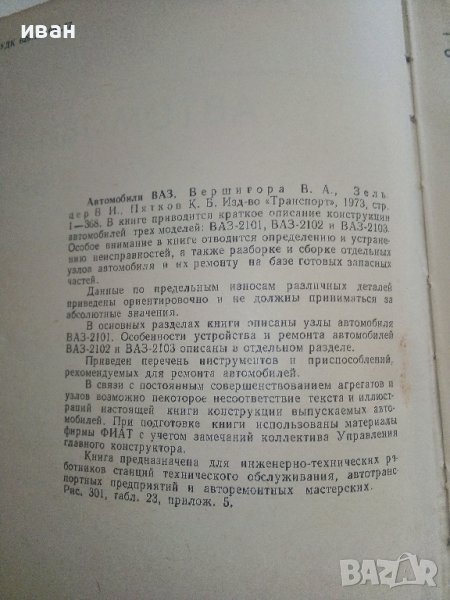 иван
УДК
Автомобили ВАЗ. Вершигора В. А., Зель-
дер В И., Пятков К. Б. Изд-во «Транспорт», 1973, стр.
1—368. В книге приводится краткое описание конструкции
автомобилей трех моделей: ВАЗ-2101, ВАЗ-2102 и ВАЗ-2103.
Особое внимание в книге отводится определению и устране-
нию неисправностей, а также разборке и сборке отдельных
узлов автомобиля и их ремонту на базе готовых запасных
частей.
Данные по предельным износам различных деталей
приведены ориентировочно и не должны приниматься за
абсолютные значения.
В основных разделах книги описаны узлы автомобиля
ВАЗ-2101. Особенности устройства и ремонта автомобилей
ВАЗ-2102 и ВАЗ-2103 описаны в отдельном разделе.
Приведен перечень инструментов и приспособлений,
рекомендуемых для ремонта автомобилей.
В связи с постоянным совершенствованием агрегатов и
узлов возможно некоторое несоответствие текста и иллюст-
раций настоящей книги конструкции выпускаемых авто-
мобилей. При подготовке книги использованы материалы
фирмы ФИАТ с учетом замечаний коллектива Управления
главного конструктора.
Книга предназначена для инженерно-технических ра-
ботников станций технического обслуживания, автотранс-
портных предприятий и авторемонтных мастерских.
Рис. 301, табл. 23, прилож. 5.
BAZAR